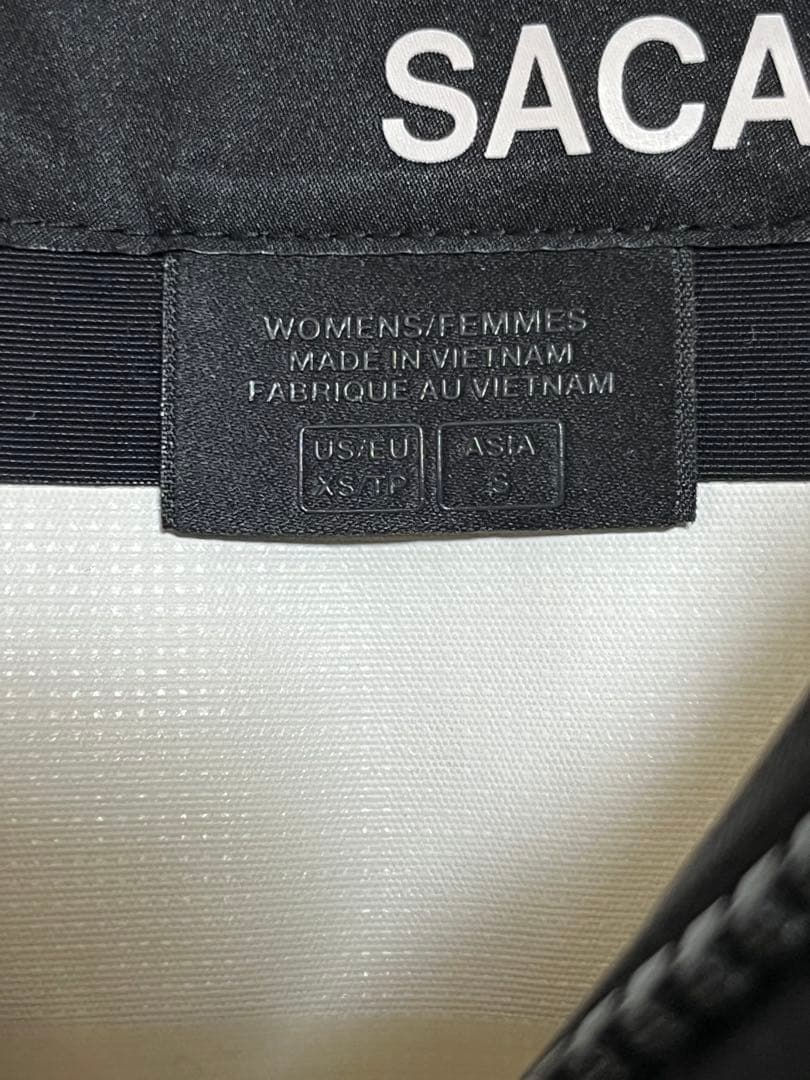 SACA
WOMENS/FEMMES
MADE IN VIETNAM
FABRIQUE AU VIETNAM
US/EU
XS/TP
ASIA
S